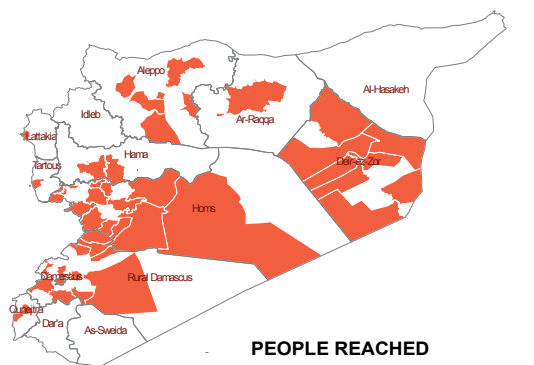 Aleppo
Al-Hasakeh
Idleb
Ar-Raqqa
Lattakia
Hama
Tartous
Deir-ez-Zor
Homs
Damascus
Rural Damascus
Quneitra
Dar'a
As-Sweida
PEOPLE REACHED